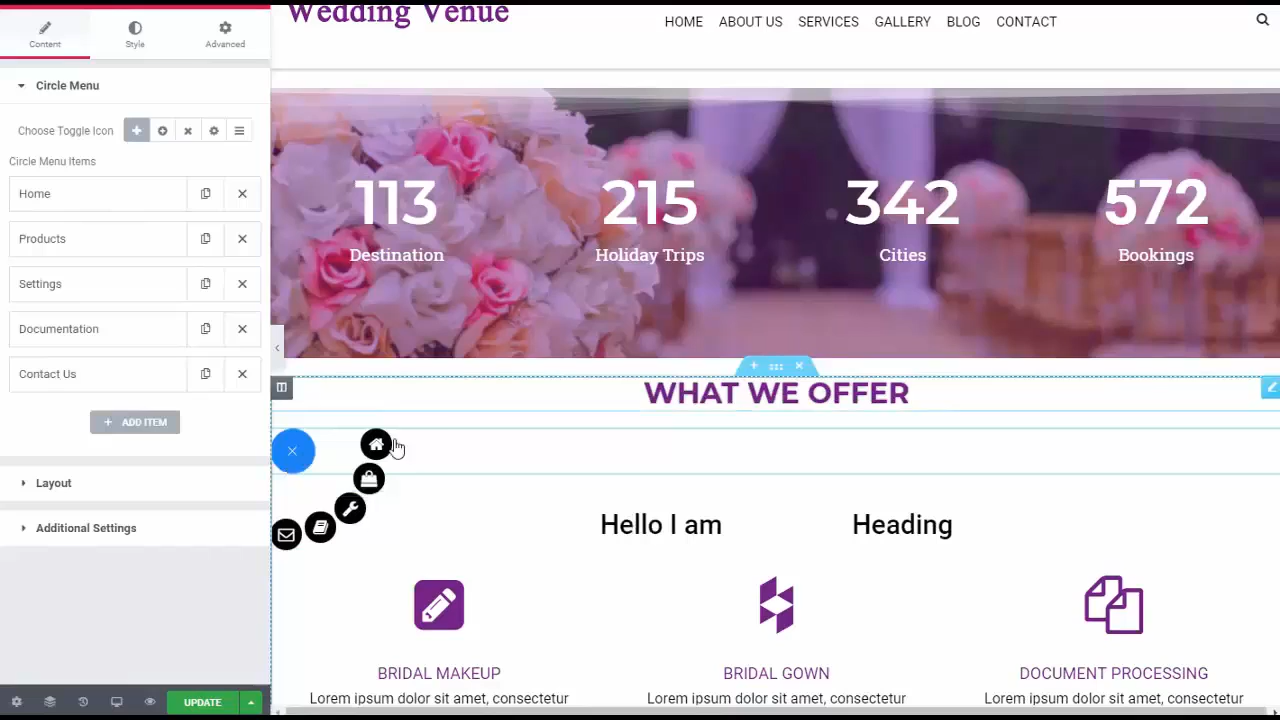 Wedding Venue
HOME ABOUT US SERVICES GALLERY BLOG CONTACT
Content Style Advanced
Circle Menu
Choose Toggle Icon
Circle Menu Items
Home
Products
Settings
Documentation
Contact Us
ADD ITEM
Layout
Additional Settings
UPDATE
113 215 342 572
Destination Holiday Trips Cities Bookings
WHAT WE OFFER
Hello I am Heading
BRIDAL MAKEUP BRIDAL GOWN DOCUMENT PROCESSING
Lorem ipsum dolor sit amet, consectetur Lorem ipsum dolor sit amet, consectetur Lorem ipsum dolor sit amet, consectetur